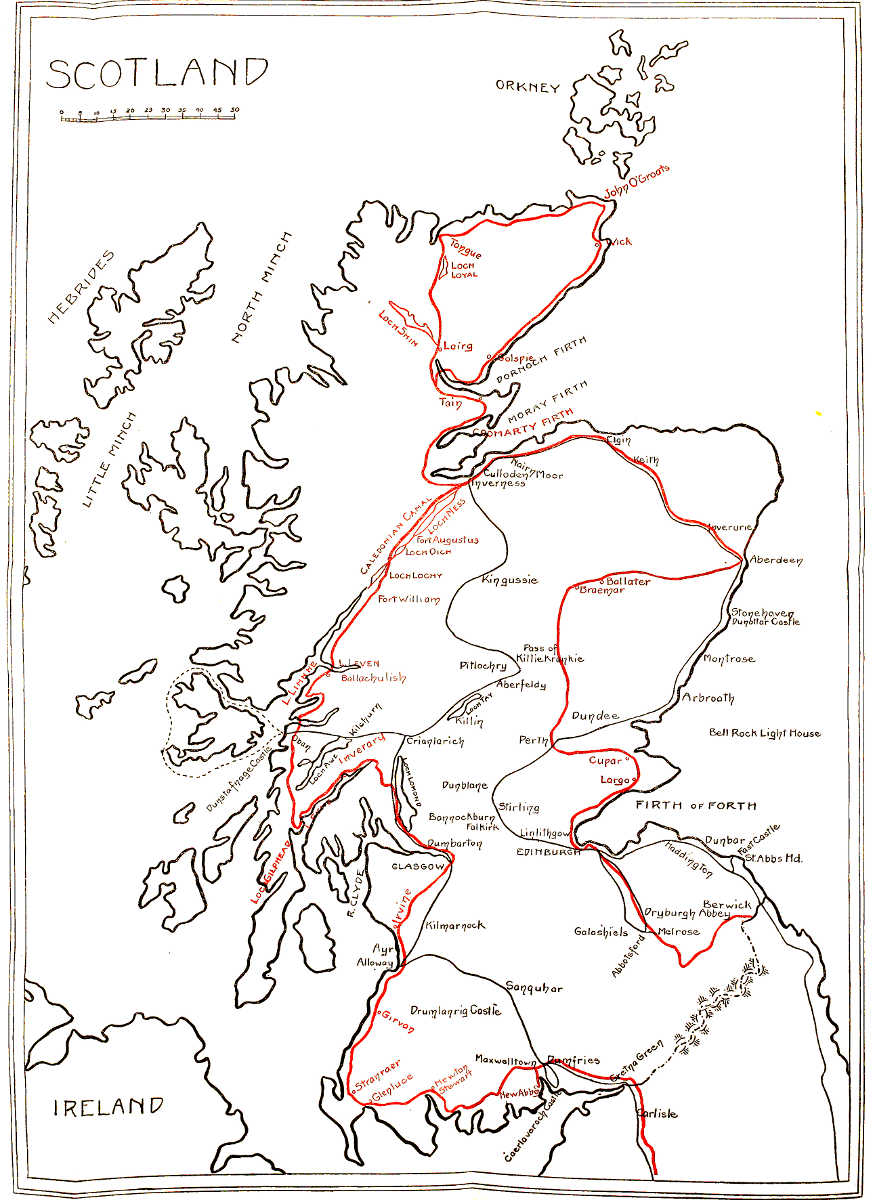 SCOTLAND
0 5 10 15 20 25 30 35 40 45 50
ORKNEY
John O'Groats
HEBRIDES
NORTH MINCH
Tongue
Wick
LOCH
LOYAL
LOCH SHIN
Lairg
Golspie
DORNOCH FIRTH
Tain
MORAY FIRTH
CROMARTY FIRTH
LITTLE MINCH
Elgin
Nairn
Keith
Culloden Moor
Inverness
CALEDONIAN CANAL
LOCH NESS
Inverurie
Fort Augustus
LOCH OICH
Aberdeen
LOCH LOCHY
Kingussie
Ballater
Braemar
Fort William
Stonehaven
Dunottar Castle
Pass of
Killiekrankie
L. LEVEN
Pitlochry
Montrose
Ballachulish
L. LINNHE
Aberfeldy
LOCH TAY
Arbroath
Killin
Dundee
Kilchurn
Bell Rock Light House
Oban
Crianlarich
Perth
Inverary
Dunstafnage Castle
LOCH AWE
Cupar
LOCH LOMOND
Dunblane
Largo
Stirling
FIRTH OF FORTH
Bannockburn
Falkirk
Linlithgow
Dunbar
Fast Castle
Dumbarton
EDINBURGH
Haddington
St. Abbs Hd.
GLASGOW
LOCH GILPHEAD
R. CLYDE
Irvine
Berwick
Dryburgh Abbey
Kilmarnock
Galashiels
Melrose
Abbotsford
Ayr
Alloway
Sanquhar
Girvan
Drumlanrig Castle
Gretna Green
Maxwelltown
Dumfries
Stranraer
Glenluce
Newton
Stewart
New Abbey
Caerlaverock Castle
Carlisle
IRELAND